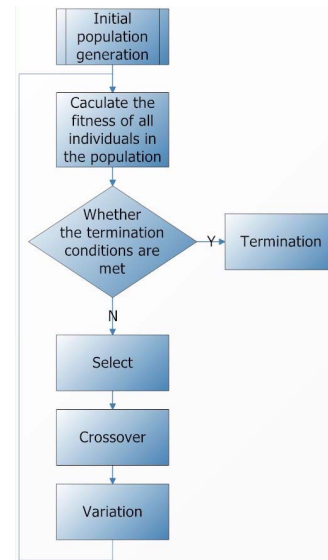 Initial
population
generation
Caculate the
fitness of all
individuals in
the population
Whether
the termination
conditions are
met
Y
Termination
N
Select
Crossover
Variation